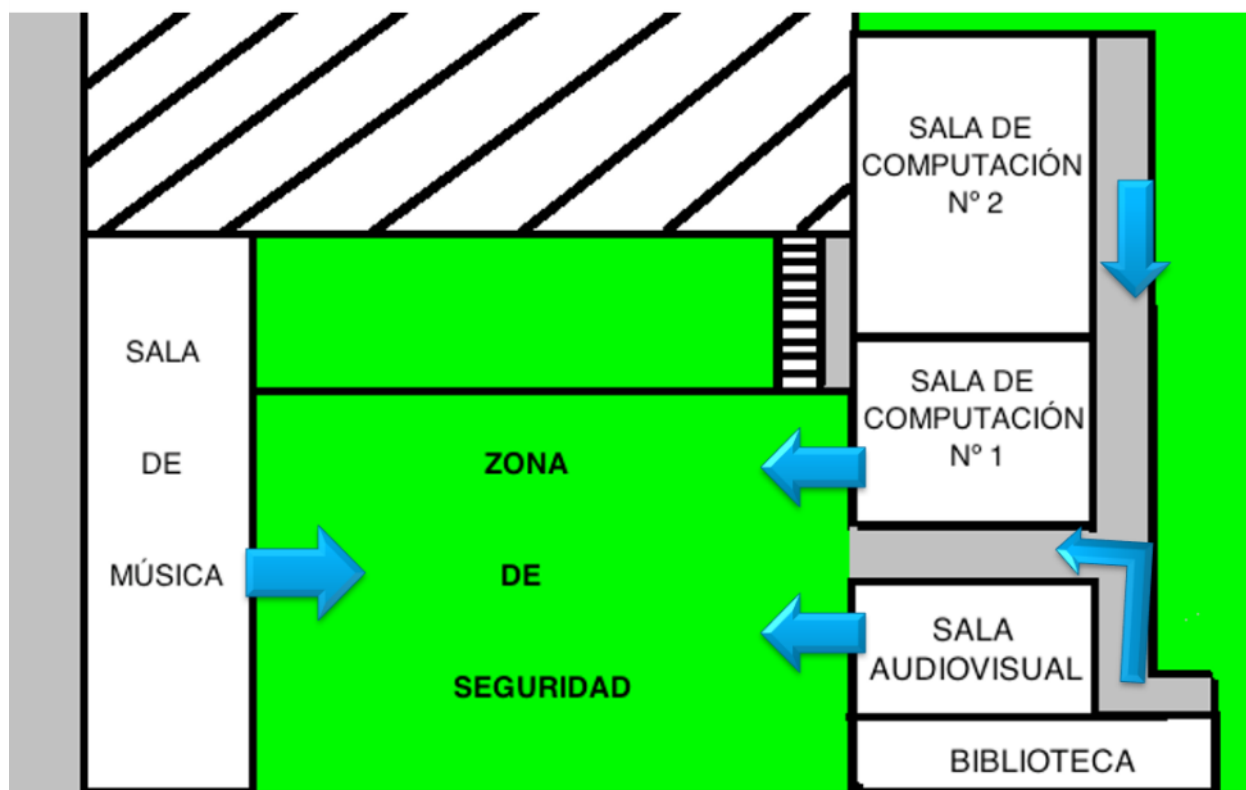 SALA DE
COMPUTACIÓN
Nº 2
SALA
DE
MÚSICA
ZONA
DE
SEGURIDAD
SALA DE
COMPUTACIÓN
Nº 1
SALA
AUDIOVISUAL
BIBLIOTECA